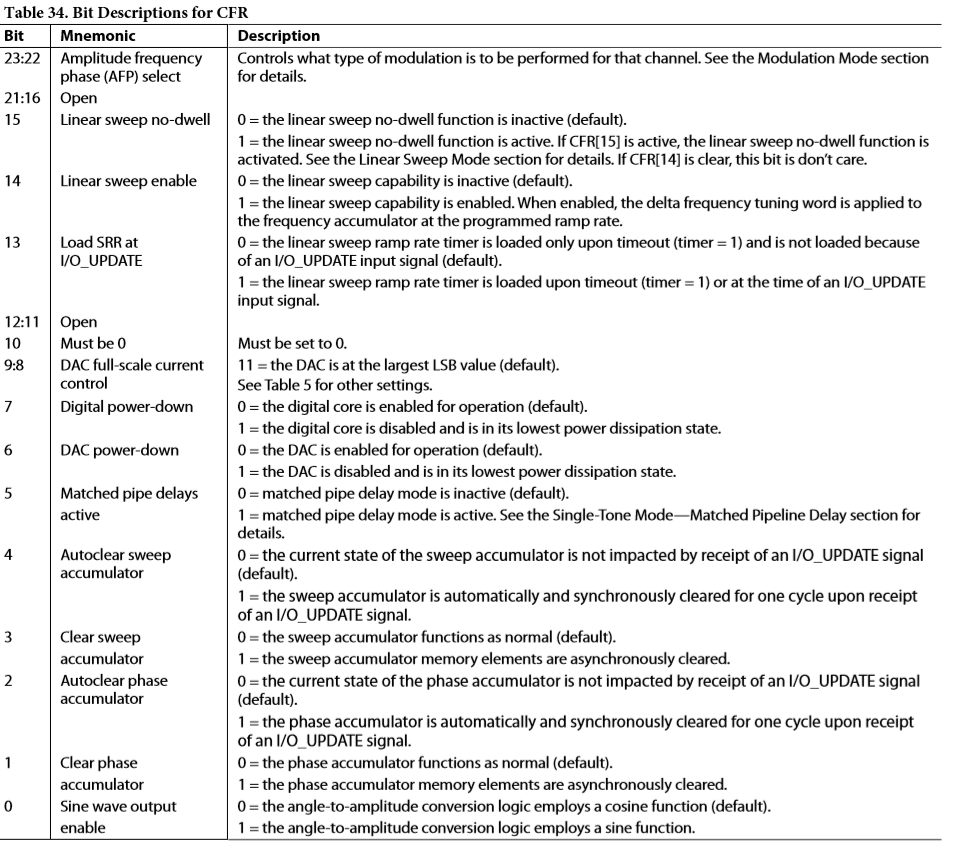 Table 34. Bit Descriptions for CFR
Bit Mnemonic Description
23:22 Amplitude frequency phase (AFP) select Controls what type of modulation is to be performed for that channel. See the Modulation Mode section
for details.
21:16 Open
15 Linear sweep no-dwell 0 = the linear sweep no-dwell function is inactive (default).
1 = the linear sweep no-dwell function is active. If CFR[15] is active, the linear sweep no-dwell function is
activated. See the Linear Sweep Mode section for details. If CFR[14] is clear, this bit is don't care.
14 Linear sweep enable 0 = the linear sweep capability is inactive (default).
1 = the linear sweep capability is enabled. When enabled, the delta frequency tuning word is applied to
the frequency accumulator at the programmed ramp rate.
13 Load SRR at I/O_UPDATE 0 = the linear sweep ramp rate timer is loaded only upon timeout (timer = 1) and is not loaded because
of an I/O_UPDATE input signal (default).
1 = the linear sweep ramp rate timer is loaded upon timeout (timer = 1) or at the time of an I/O_UPDATE
input signal.
12:11 Open
10 Must be 0 Must be set to 0.
9:8 DAC full-scale current control 11 = the DAC is at the largest LSB value (default).
See Table 5 for other settings.
7 Digital power-down 0 = the digital core is enabled for operation (default).
1 = the digital core is disabled and is in its lowest power dissipation state.
6 DAC power-down 0 = the DAC is enabled for operation (default).
1 = the DAC is disabled and is in its lowest power dissipation state.
5 Matched pipe delays active 0 = matched pipe delay mode is inactive (default).
1 = matched pipe delay mode is active. See the Single-Tone Mode—Matched Pipeline Delay section for
details.
4 Autoclear sweep accumulator 0 = the current state of the sweep accumulator is not impacted by receipt of an I/O_UPDATE signal
(default).
1 = the sweep accumulator is automatically and synchronously cleared for one cycle upon receipt
of an I/O_UPDATE signal.
3 Clear sweep accumulator 0 = the sweep accumulator functions as normal (default).
1 = the sweep accumulator memory elements are asynchronously cleared.
2 Autoclear phase accumulator 0 = the current state of the phase accumulator is not impacted by receipt of an I/O_UPDATE signal
(default).
1 = the phase accumulator is automatically and synchronously cleared for one cycle upon receipt
of an I/O_UPDATE signal.
1 Clear phase accumulator 0 = the phase accumulator functions as normal (default).
1 = the phase accumulator memory elements are asynchronously cleared.
0 Sine wave output enable 0 = the angle-to-amplitude conversion logic employs a cosine function (default).
1 = the angle-to-amplitude conversion logic employs a sine function.